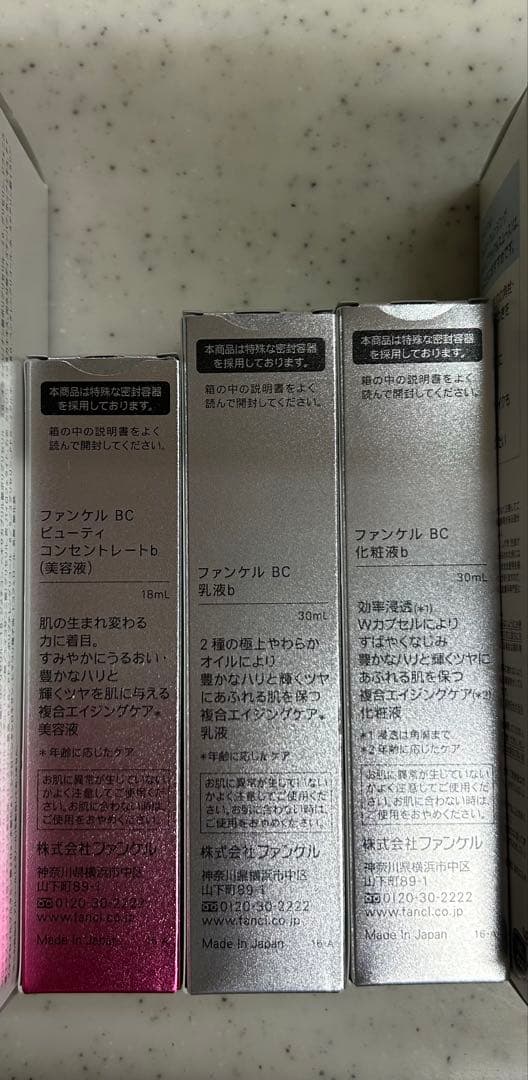 本商品は特殊な密封容器
を採用しております。
箱の中の説明書をよく
読んで開封してください。
ファンケル BC
ビューティ
コンセントレートb
(美容液)
18mL
肌の生まれ変わる
力に着目。
すみやかにうるおい・
豊かなハリと
輝くツヤを肌に与える
複合エイジングケア*
美容液
*年齢に応じたケア
お肌に異常が生じていない
かよく注意してご使用くだ
さい。お肌に合わない時は、
ご使用をおやめください。
株式会社ファンケル
神奈川県横浜市中区
山下町89-1
0120-30-2222
www.fancl.co.jp
Made In Japan 16-A
本商品は特殊な密封容器
を採用しております。
箱の中の説明書をよく
読んで開封してください。
ファンケル BC
乳液b
30mL
2種の極上やわらか
オイルにより
豊かなハリと輝くツヤ
にあふれる肌を保つ
複合エイジングケア*
乳液
*年齢に応じたケア
お肌に異常が生じていない
かよく注意してご使用くだ
さい。お肌に合わない時は、
ご使用をおやめください。
株式会社ファンケル
神奈川県横浜市中区
山下町89-1
0120-30-2222
www.fancl.co.jp
Made In Japan 16-A
本商品は特殊な密封容器
を採用しております。
箱の中の説明書をよく
読んで開封してください。
ファンケル BC
化粧液b
30mL
効率浸透(*1)
Wカプセルにより
すばやくなじみ
豊かなハリと輝くツヤに
あふれる肌を保つ
複合エイジングケア(*2)
化粧液
*1 浸透は角層まで。
*2 年齢に応じたケア
お肌に異常が生じていない
かよく注意してご使用くだ
さい。お肌に合わない時は、
ご使用をおやめください。
株式会社ファンケル
神奈川県横浜市中区
山下町89-1
0120-30-2222
www.fancl.co.jp
Made In Japan 16-A